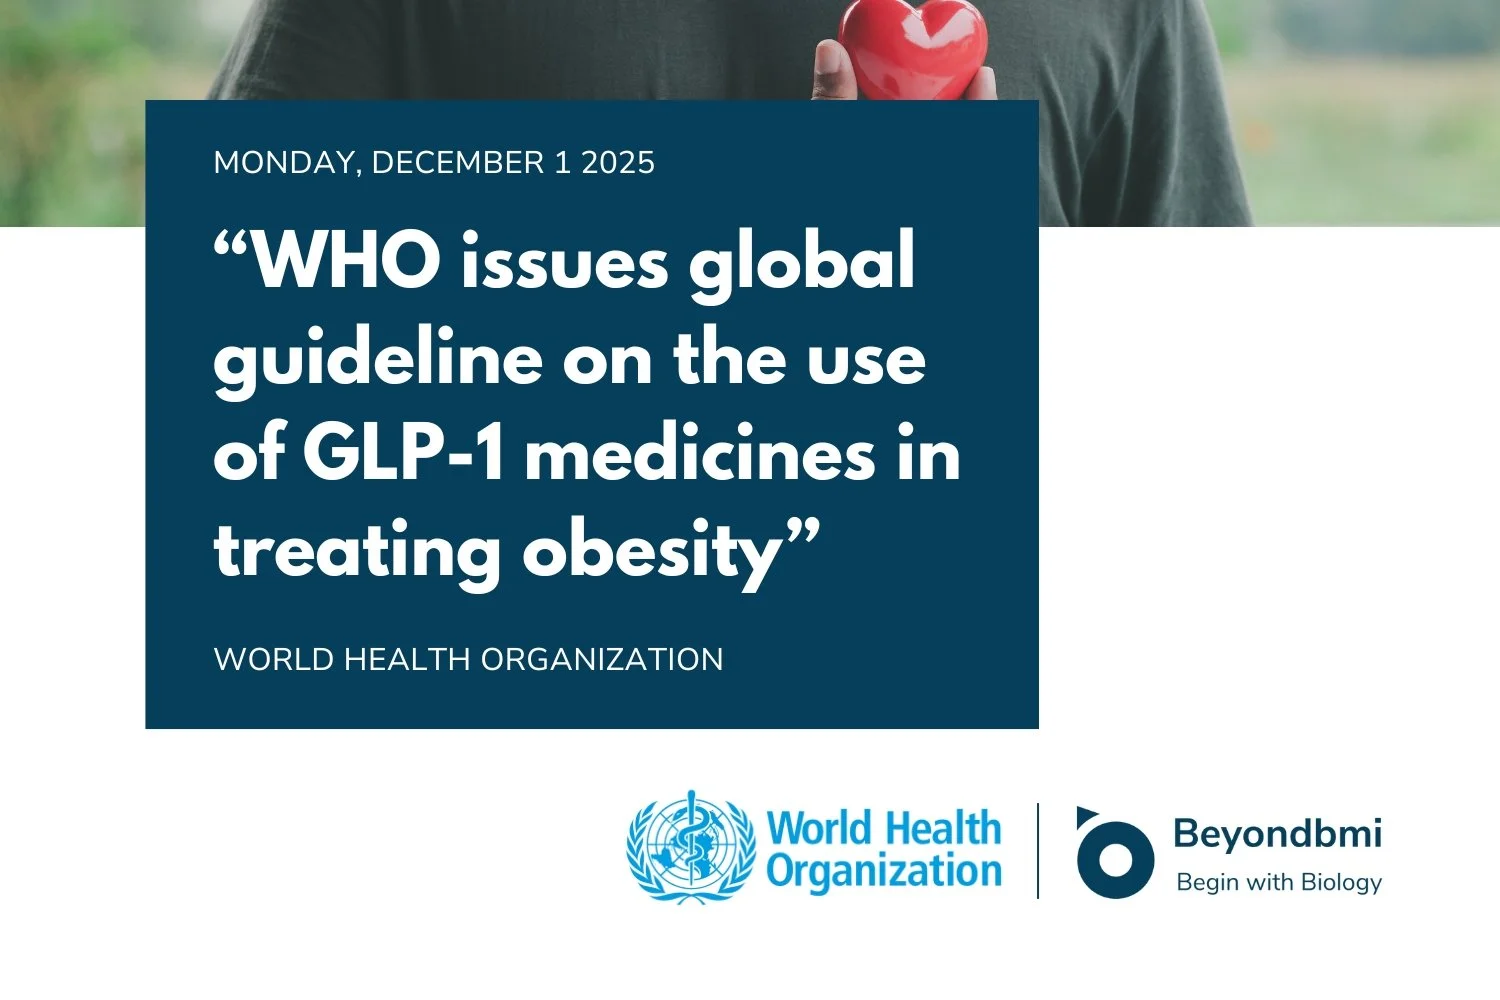 MONDAY, DECEMBER 1 2025
“WHO issues global
guideline on the use
of GLP-1 medicines in
treating obesity”
WORLD HEALTH ORGANIZATION
World Health
Organization
Beyondbmi
Begin with Biology